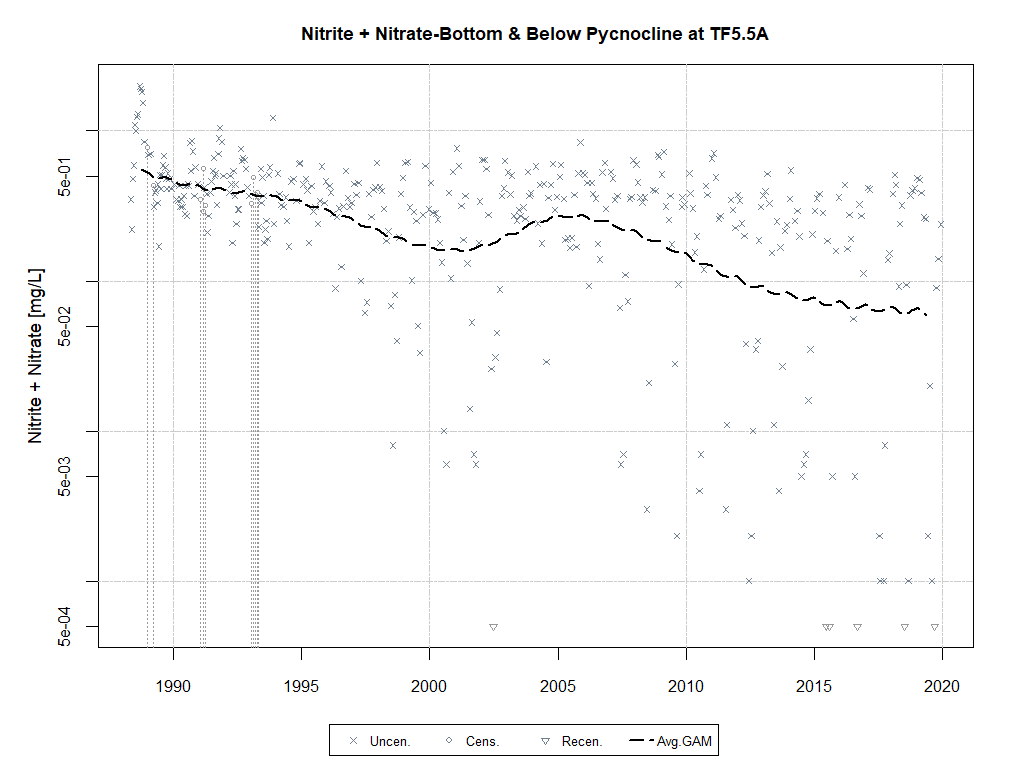 Nitrite + Nitrate-Bottom & Below Pycnocline at TF5.5A
Nitrite + Nitrate [mg/L]
5e-01
5e-02
5e-03
5e-04
1990 1995 2000 2005 2010 2015 2020
Uncen. Cens. Recen. Avg.GAM